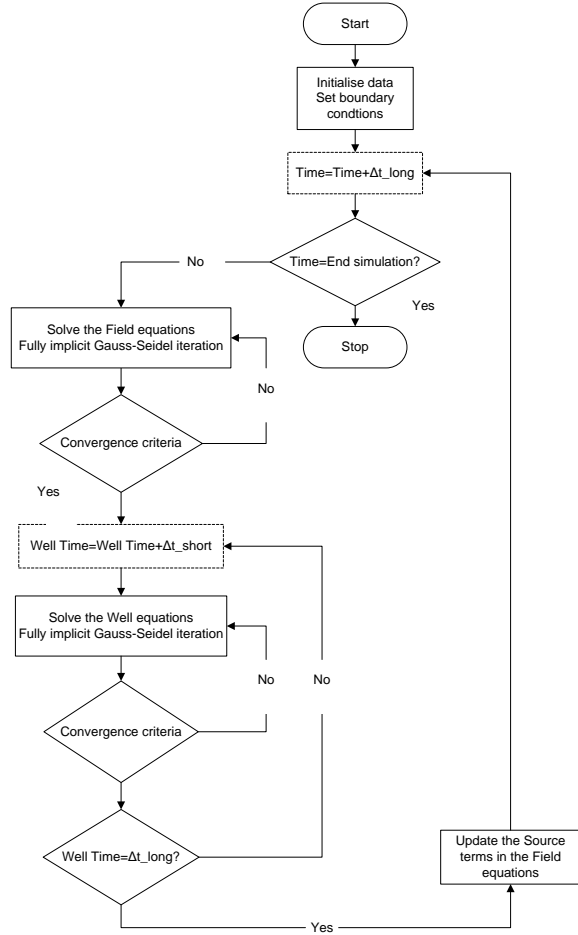 Start
Initialise data
Set boundary
condtions
Time=Time+Δt_long
Time=End simulation?
No
Yes
Stop
Solve the Field equations
Fully implicit Gauss-Seidel iteration
No
Convergence criteria
Yes
Well Time=Well Time+Δt_short
Solve the Well equations
Fully implicit Gauss-Seidel iteration
No
No
Convergence criteria
Well Time=Δt_long?
Update the Source
terms in the Field
equations
Yes